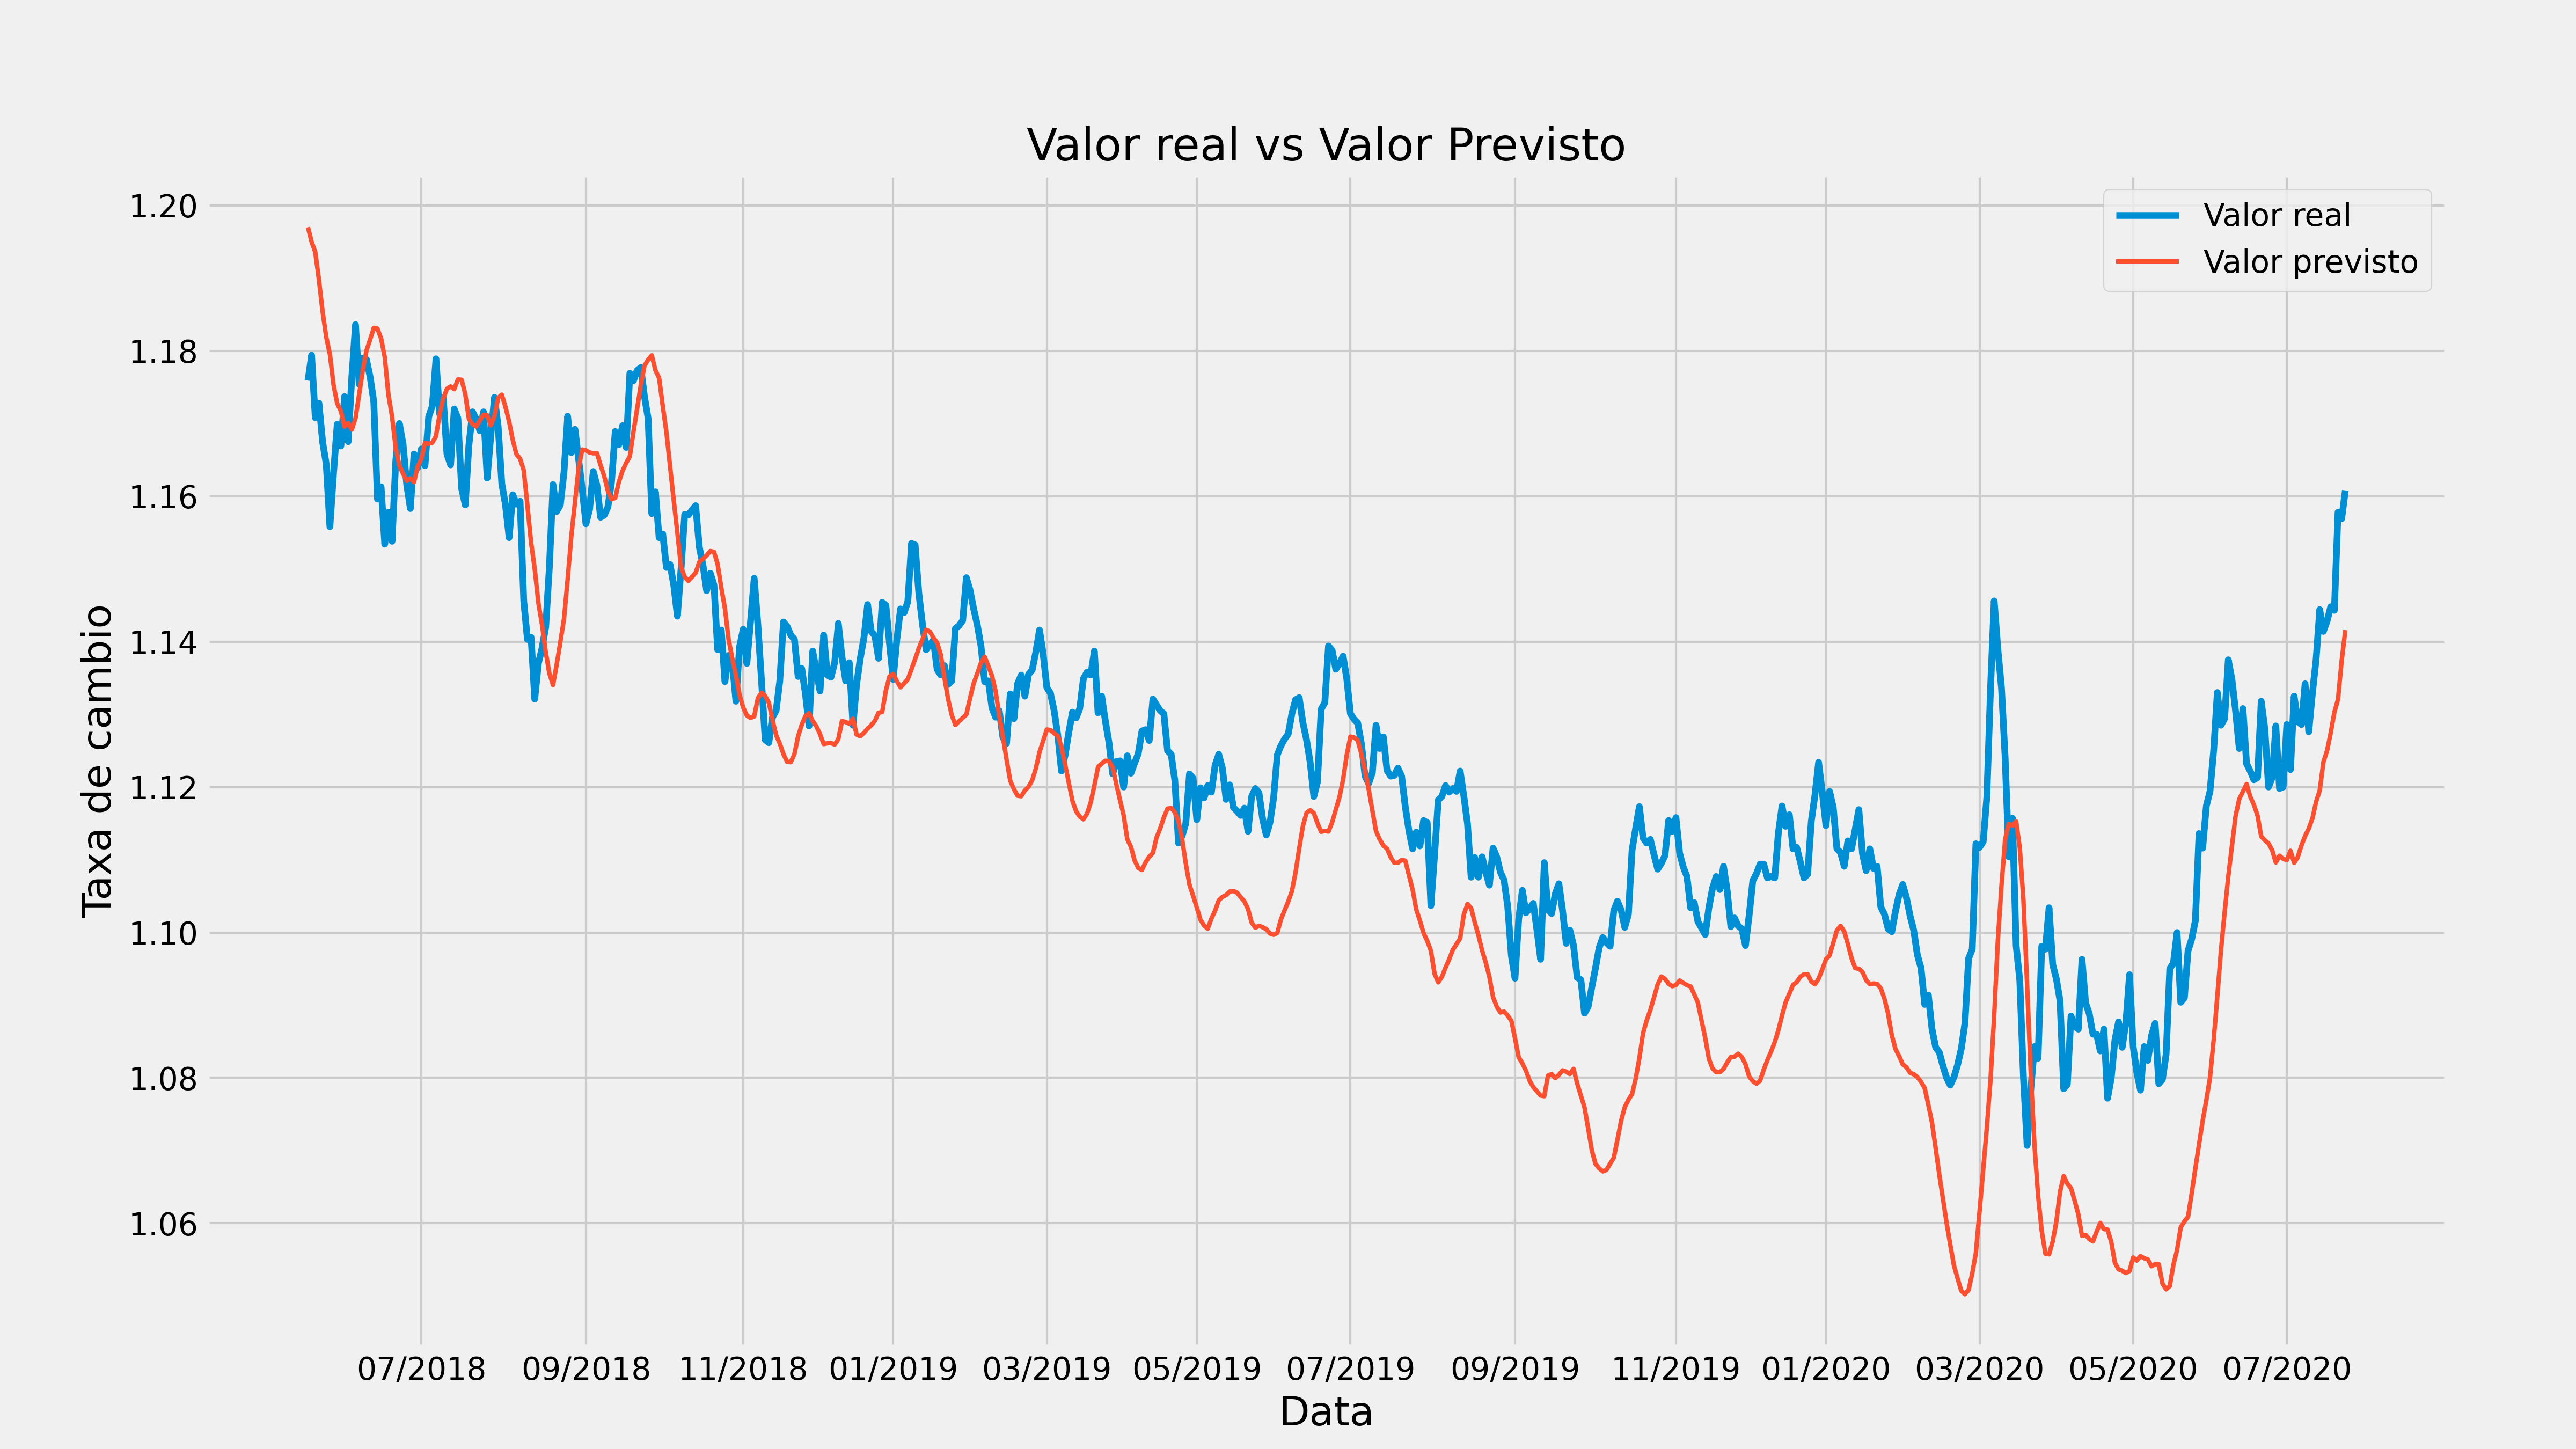 Valor real vs Valor Previsto
Valor real
Valor previsto
Taxa de cambio
1.20
1.18
1.16
1.14
1.12
1.10
1.08
1.06
07/2018 09/2018 11/2018 01/2019 03/2019 05/2019 07/2019 09/2019 11/2019 01/2020 03/2020 05/2020 07/2020
Data